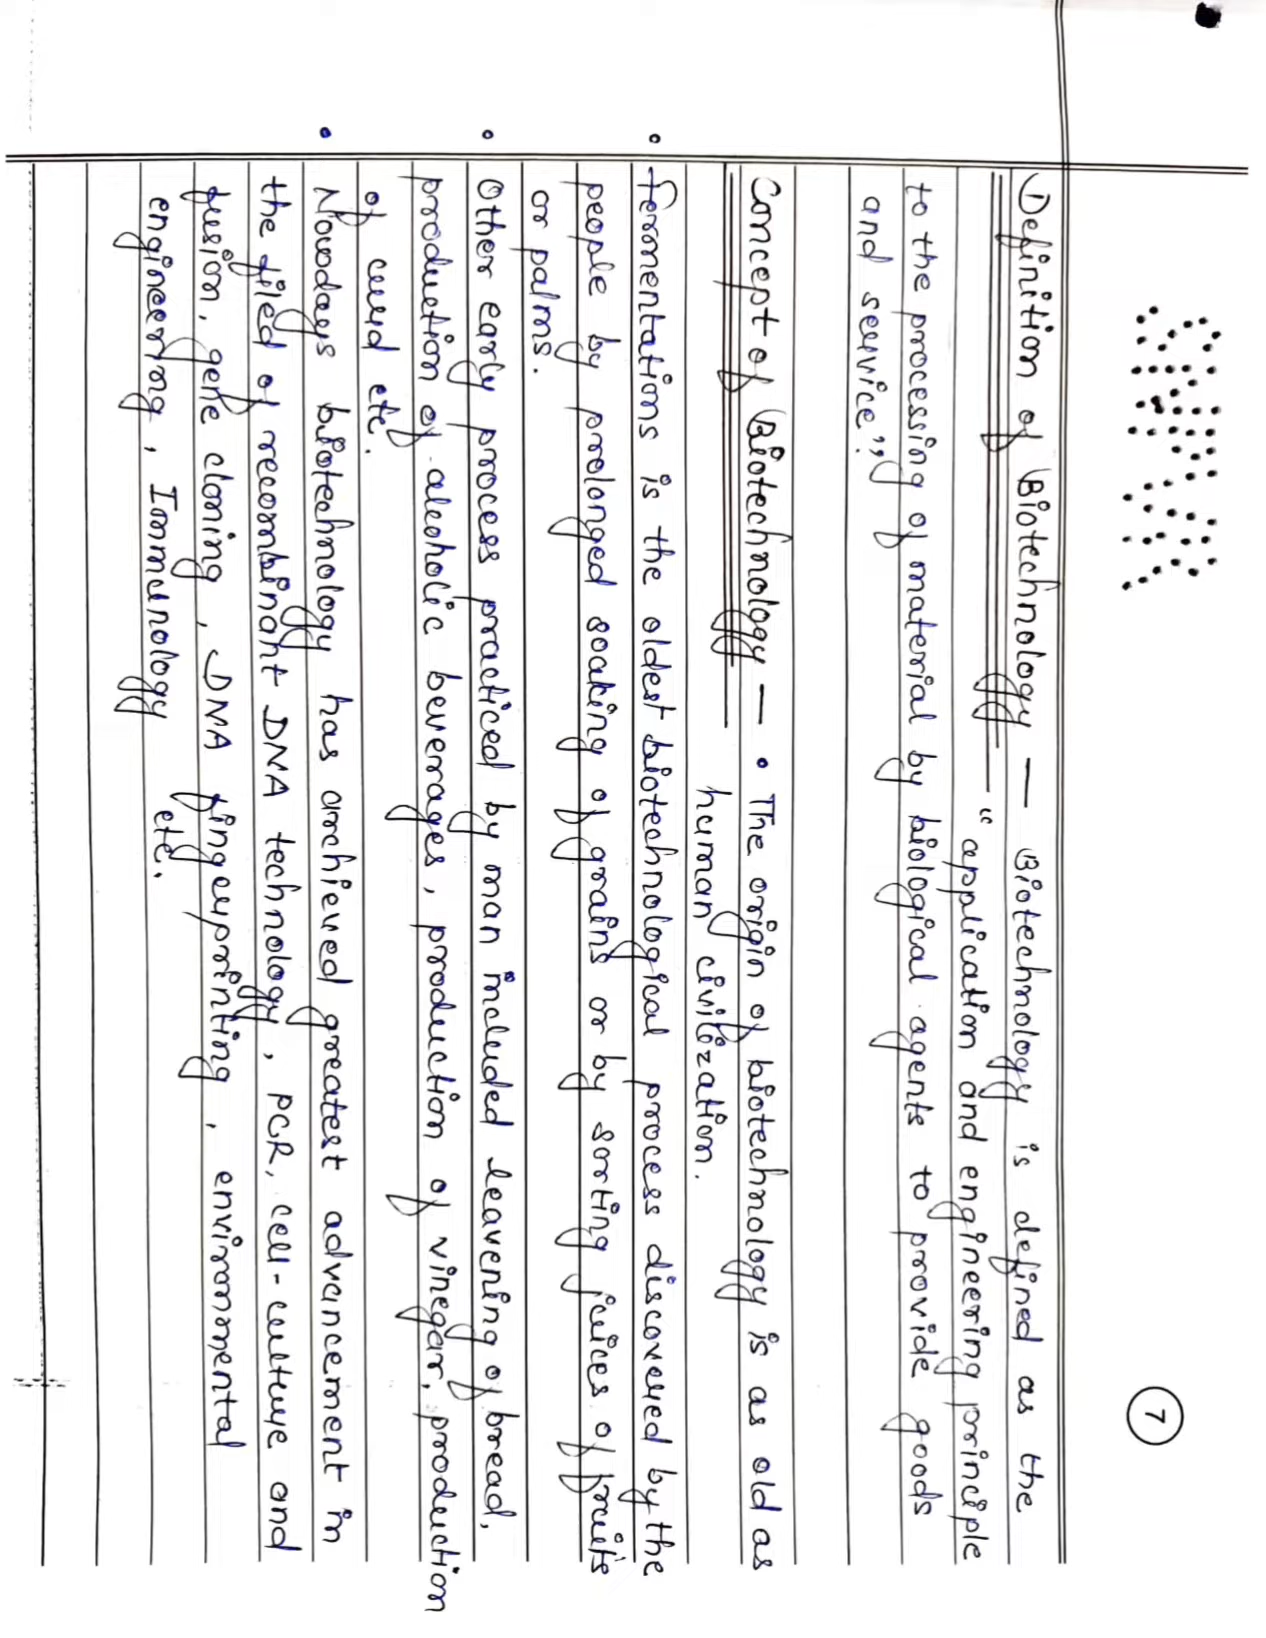 7
Definition of Biotechnology — Biotechnology is defined as the
“ application and engineering principle
to the processing of material by biological agents to provide goods
and service”.
Concept of Biotechnology — • The origin of biotechnology is as old as
human civilization.
• fermentations is the oldest biotechnological process discovered by the
people by prolonged soaking of grains or by sorting juices of fruits
or palms.
• Other early process practiced by man included leavening of bread,
production of alcoholic beverages, production of vinegar, production
of curd etc.
• Nowodays biotechnology has archieved greatest advancement in
the filed of recombinant DNA technology, PCR, cell-culture and
fusion, gene cloning, DNA fingerprinting, environmental
engineering, Immunology etc.